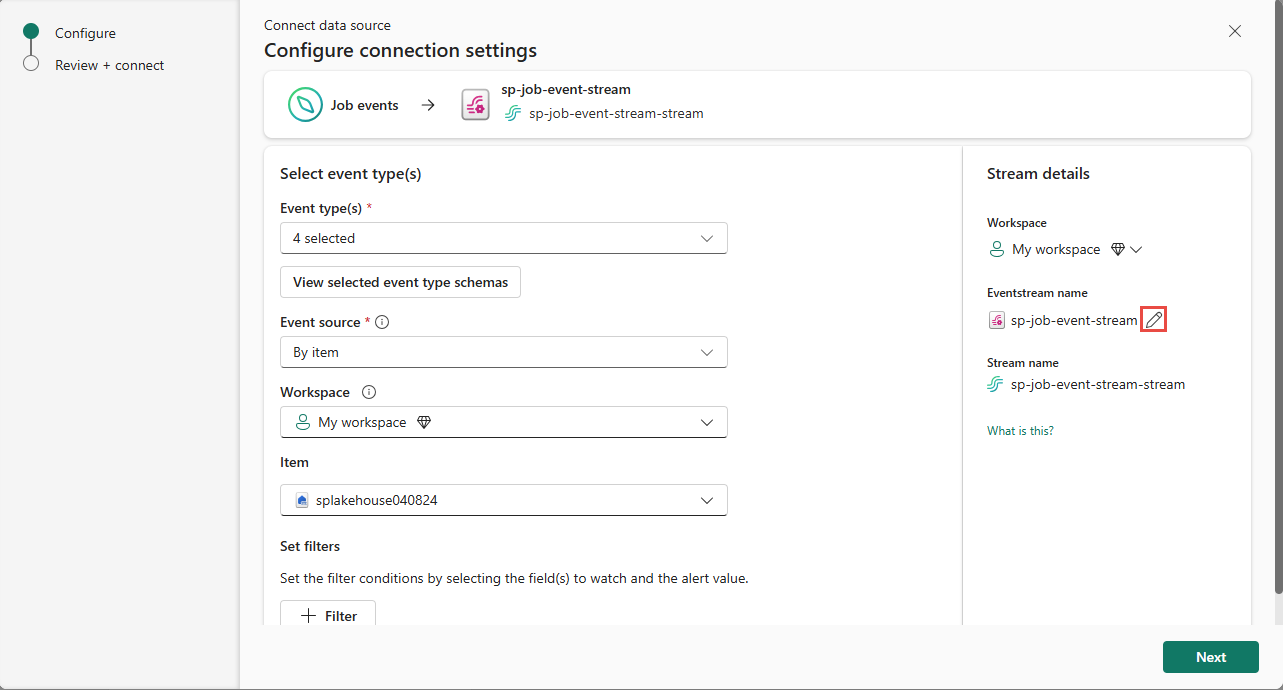 Configure
Review + connect
Connect data source
Configure connection settings
Job events
sp-job-event-stream
sp-job-event-stream-stream
Select event type(s)
Event type(s) *
4 selected
View selected event type schemas
Event source *
By item
Workspace
My workspace
Item
splakehouse040824
Set filters
Set the filter conditions by selecting the field(s) to watch and the alert value.
Filter
Stream details
Workspace
My workspace
Eventstream name
sp-job-event-stream
Stream name
sp-job-event-stream-stream
What is this?
Next